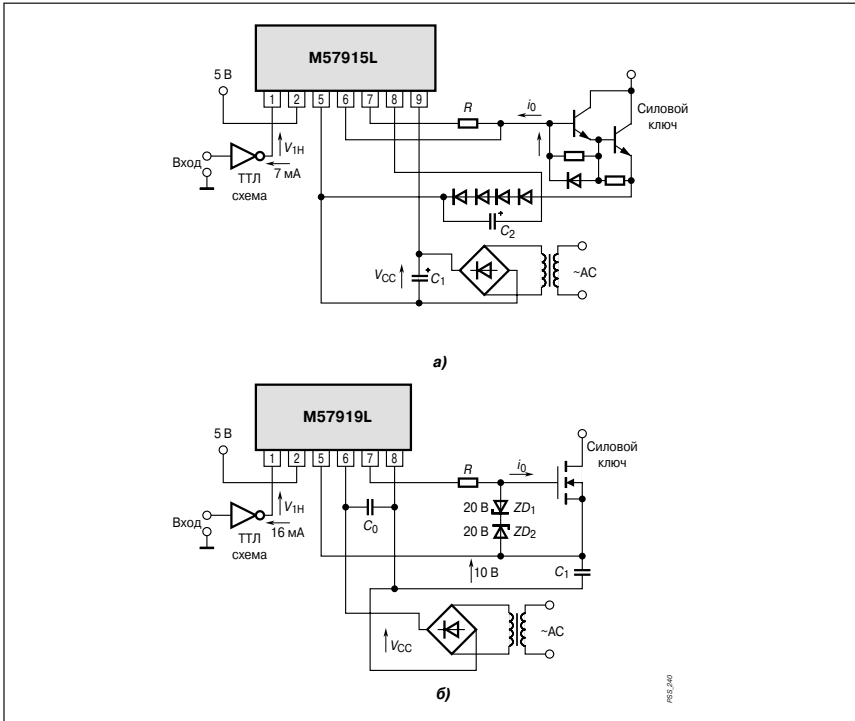 M57915L
5 В
1 2 5 6 7 8 9
R
i0
Силовой
ключ
V1H
Вход
7 мА
ТТЛ
схема
C2
+
VCC
+
C1
~AC
а)
M57919L
5 В
1 2 5 6 7 8
R
i0
Силовой
ключ
V1H
Вход
16 мА
ТТЛ
схема
C0
20 В ZD1
20 В ZD2
10 В
C1
VCC
~AC
б)
PSS_240